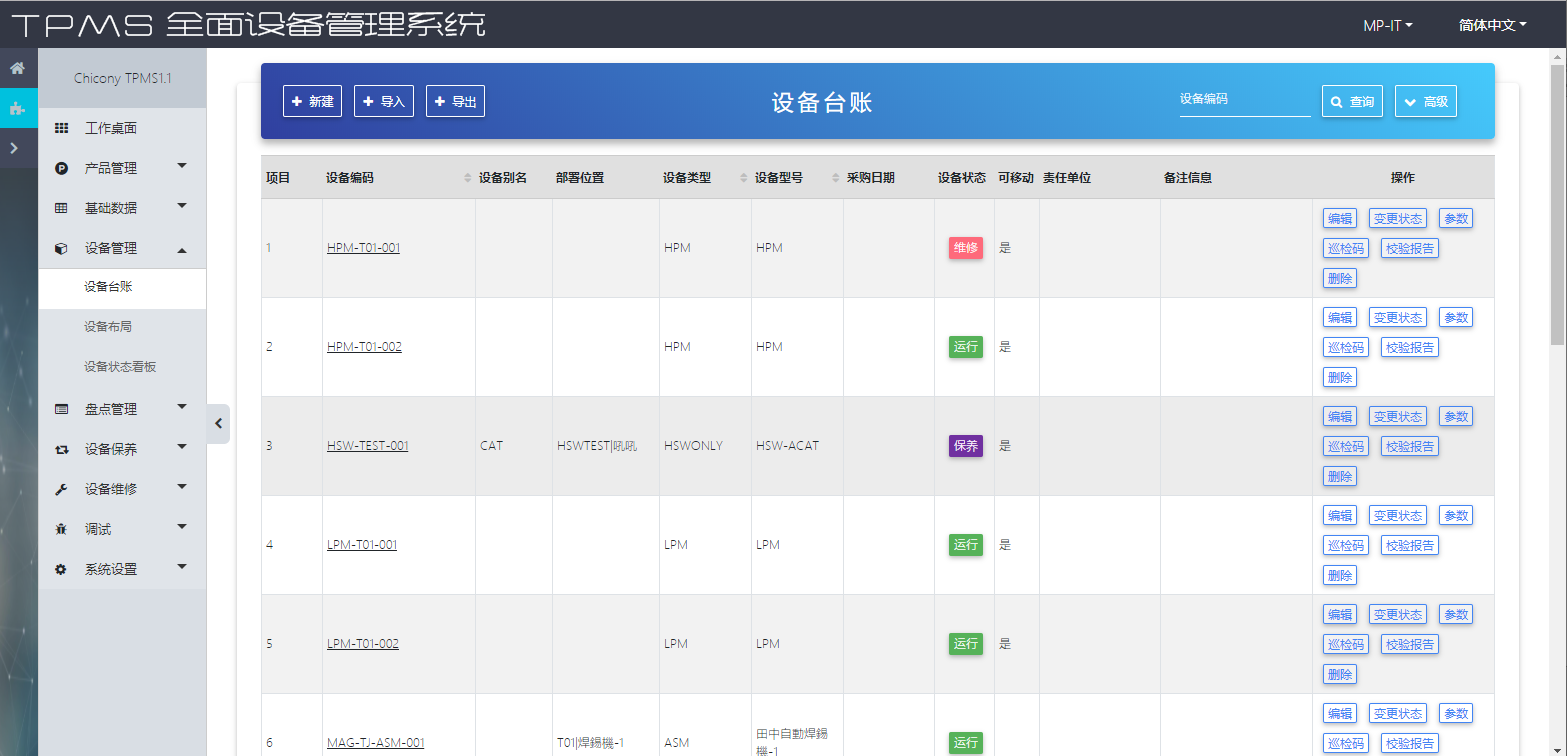 TPMS 全面设备管理系统
MP-IT
简体中文
Chicony TPMS1.1
工作桌面
产品管理
基础数据
设备管理
设备台账
设备布局
设备状态看板
盘点管理
设备保养
设备维修
调试
系统设置
新建 导入 导出
设备台账
设备编码
查询 高级
项目 设备编码 设备别名 部署位置 设备类型 设备型号 采购日期 设备状态 可移动 责任单位 备注信息 操作
1 HPM-T01-001 HPM HPM 维修 是
编辑 变更状态 参数
巡检码 校验报告
删除
2 HPM-T01-002 HPM HPM 运行 是
编辑 变更状态 参数
巡检码 校验报告
删除
3 HSW-TEST-001 CAT HSWTEST|吼吼 HSWONLY HSW-ACAT 保养 是
编辑 变更状态 参数
巡检码 校验报告
删除
4 LPM-T01-001 LPM LPM 运行 是
编辑 变更状态 参数
巡检码 校验报告
删除
5 LPM-T01-002 LPM LPM 运行 是
编辑 变更状态 参数
巡检码 校验报告
删除
6 MAG-TJ-ASM-001 T01|焊錫機-1 ASM 田中自動焊錫
機-1 运行
编辑 变更状态 参数
巡检码 校验报告